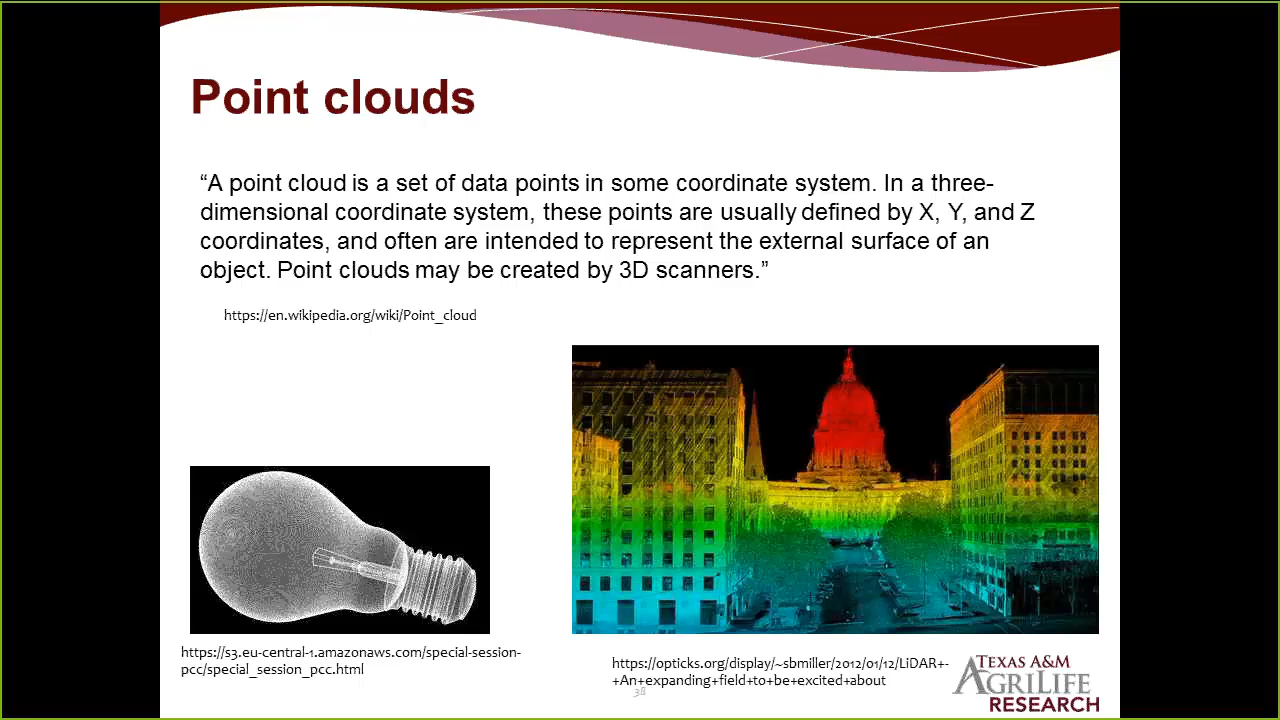 Point clouds
“A point cloud is a set of data points in some coordinate system. In a three-
dimensional coordinate system, these points are usually defined by X, Y, and Z
coordinates, and often are intended to represent the external surface of an
object. Point clouds may be created by 3D scanners.”
https://en.wikipedia.org/wiki/Point_cloud
https://s3.eu-central-1.amazonaws.com/special-session-
pcc/special_session_pcc.html
https://opticks.org/display/~sbmiller/2012/01/12/LiDAR+-
+An+expanding+field+to+be+excited+about
TEXAS A&M
AGRILIFE
RESEARCH